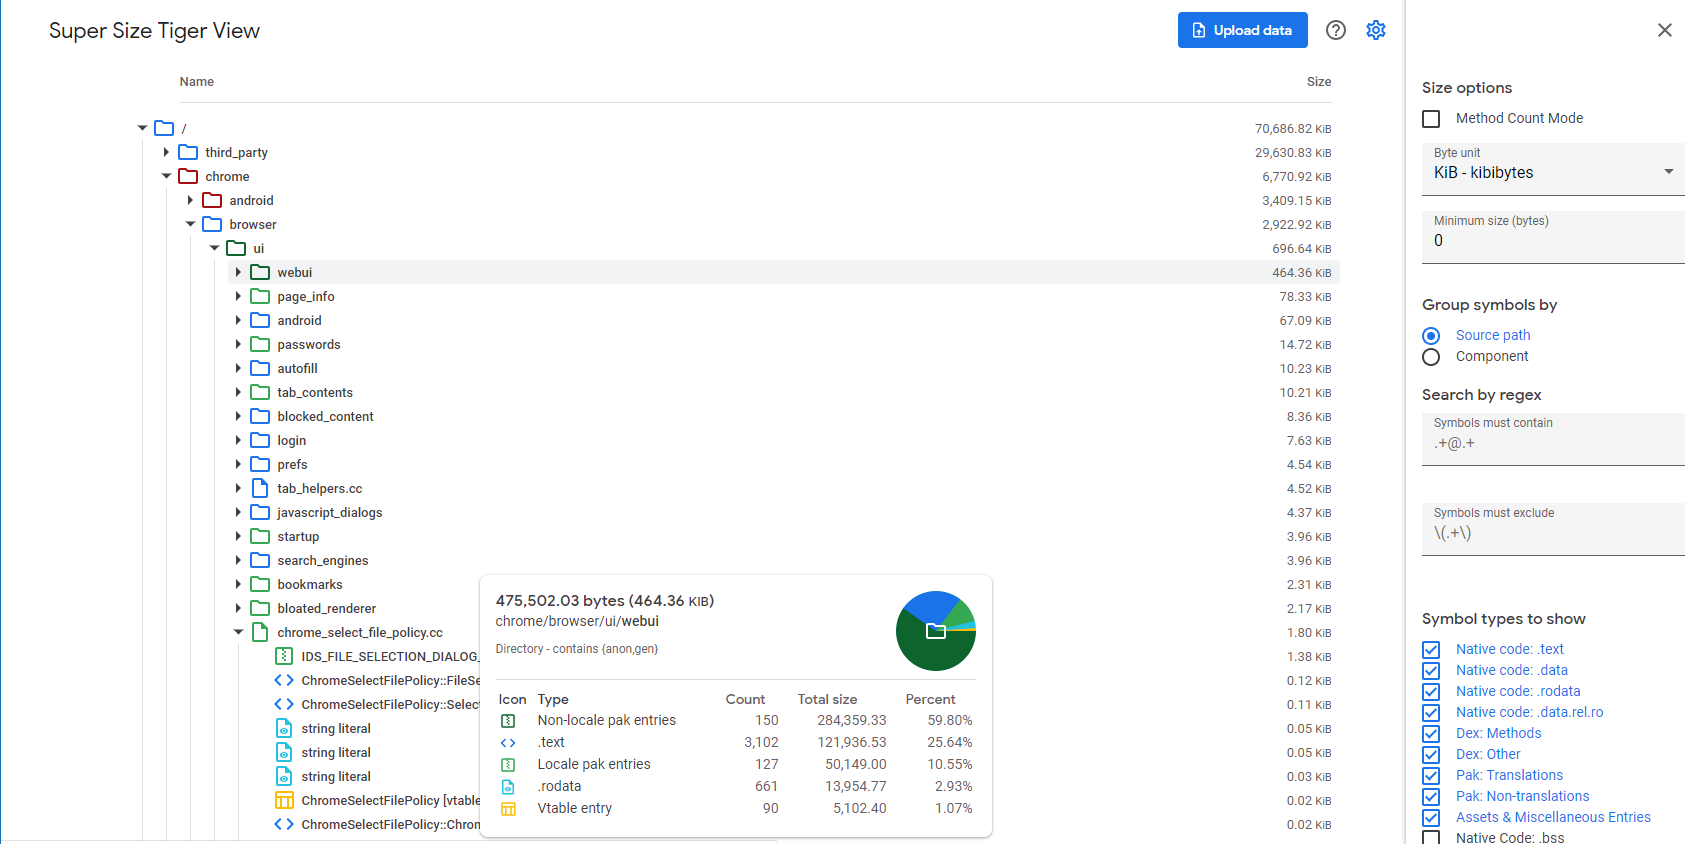 Super Size Tiger View
Upload data
Name Size
/ 70,686.82 KiB
third_party 29,630.83 KiB
chrome 6,770.92 KiB
android 3,409.15 KiB
browser 2,922.92 KiB
ui 696.64 KiB
webui 464.36 KiB
page_info 78.33 KiB
android 67.09 KiB
passwords 14.72 KiB
autofill 10.23 KiB
tab_contents 10.21 KiB
blocked_content 8.36 KiB
login 7.63 KiB
prefs 4.54 KiB
tab_helpers.cc 4.52 KiB
javascript_dialogs 4.37 KiB
startup 3.96 KiB
search_engines 3.96 KiB
bookmarks 2.31 KiB
bloated_renderer 2.17 KiB
chrome_select_file_policy.cc 1.80 KiB
IDS_FILE_SELECTION_DIALOG_ 1.38 KiB
ChromeSelectFilePolicy::FileSe 0.12 KiB
ChromeSelectFilePolicy::Select 0.11 KiB
string literal 0.05 KiB
string literal 0.05 KiB
string literal 0.03 KiB
ChromeSelectFilePolicy [vtable 0.02 KiB
ChromeSelectFilePolicy::Chron 0.02 KiB
475,502.03 bytes (464.36 KIB)
chrome/browser/ui/webui
Directory - contains {anon,gen}
Icon Type Count Total size Percent
Non-locale pak entries 150 284,359.33 59.80%
.text 3,102 121,936.53 25.64%
Locale pak entries 127 50,149.00 10.55%
.rodata 661 13,954.77 2.93%
Vtable entry 90 5,102.40 1.07%
Size options
Method Count Mode
Byte unit
KiB - kibibytes
Minimum size (bytes)
0
Group symbols by
Source path
Component
Search by regex
Symbols must contain
.+@.+
Symbols must exclude
\(.+\)
Symbol types to show
Native code: .text
Native code: .data
Native code: .rodata
Native code: .data.rel.ro
Dex: Methods
Dex: Other
Pak: Translations
Pak: Non-translations
Assets & Miscellaneous Entries
Native Code: .bss